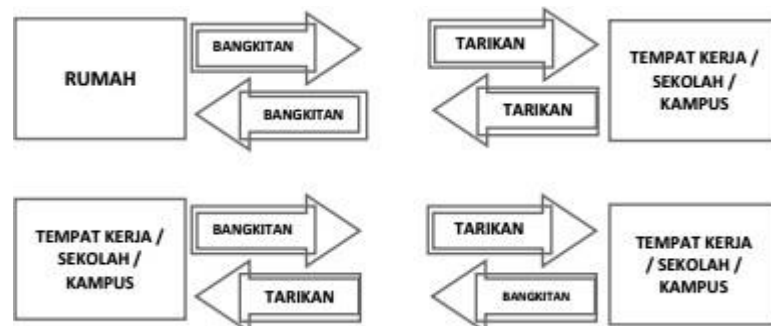 BANGKITAN
TARIKAN
RUMAH
TEMPAT KERJA /
SEKOLAH /
KAMPUS
BANGKITAN
TARIKAN
BANGKITAN
TARIKAN
TEMPAT KERJA /
SEKOLAH /
KAMPUS
TEMPAT KERJA
/ SEKOLAH /
KAMPUS
TARIKAN
BANGKITAN